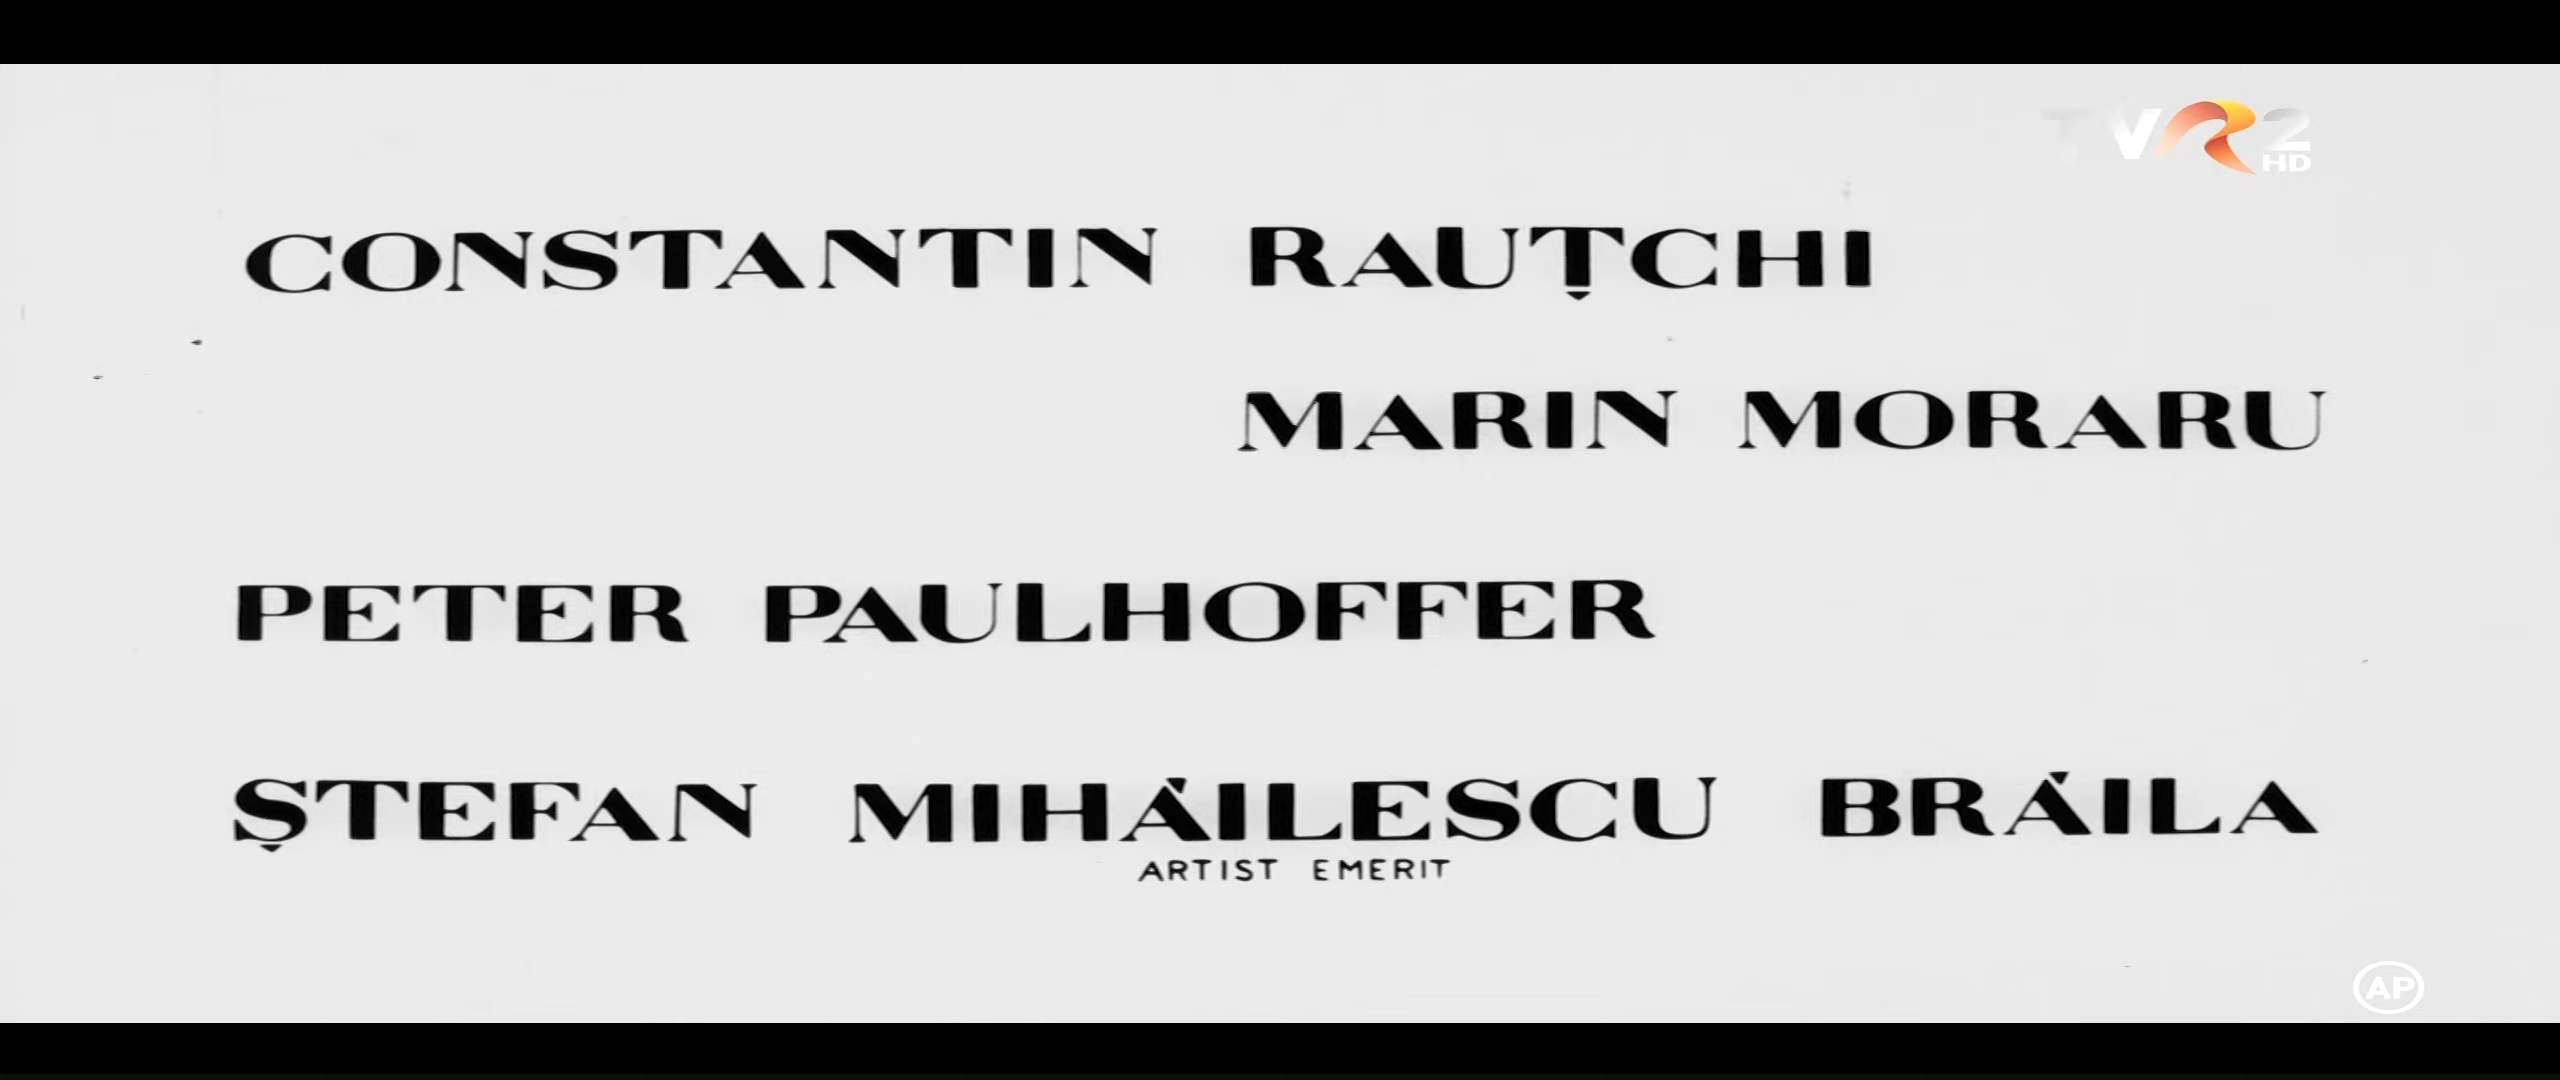 TVR2
HD
CONSTANTIN RAUȚCHI
MARIN MORARU
PETER PAULHOFFER
ȘTEFAN MIHĂILESCU BRĂILA
ARTIST EMERIT
AP